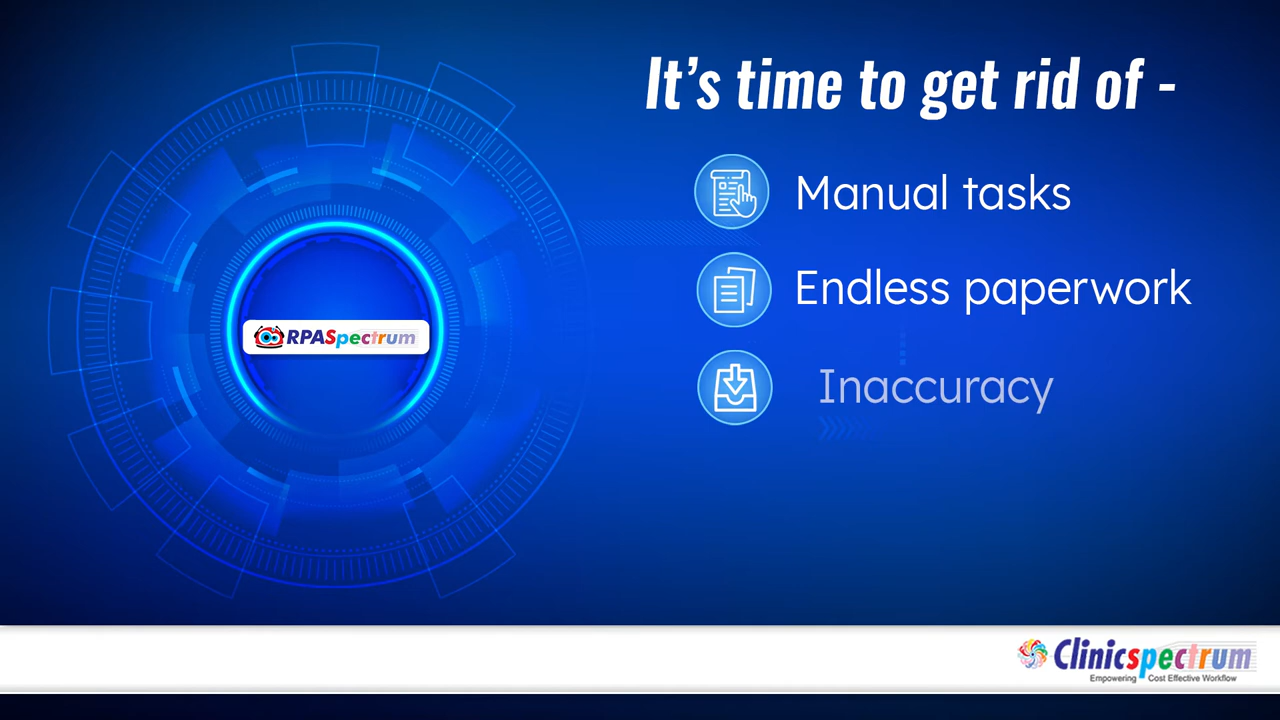 It's time to get rid of -
Manual tasks
Endless paperwork
Inaccuracy
RPASpectrum
Clinicspectrum
Empowering Cost Effective Workflow